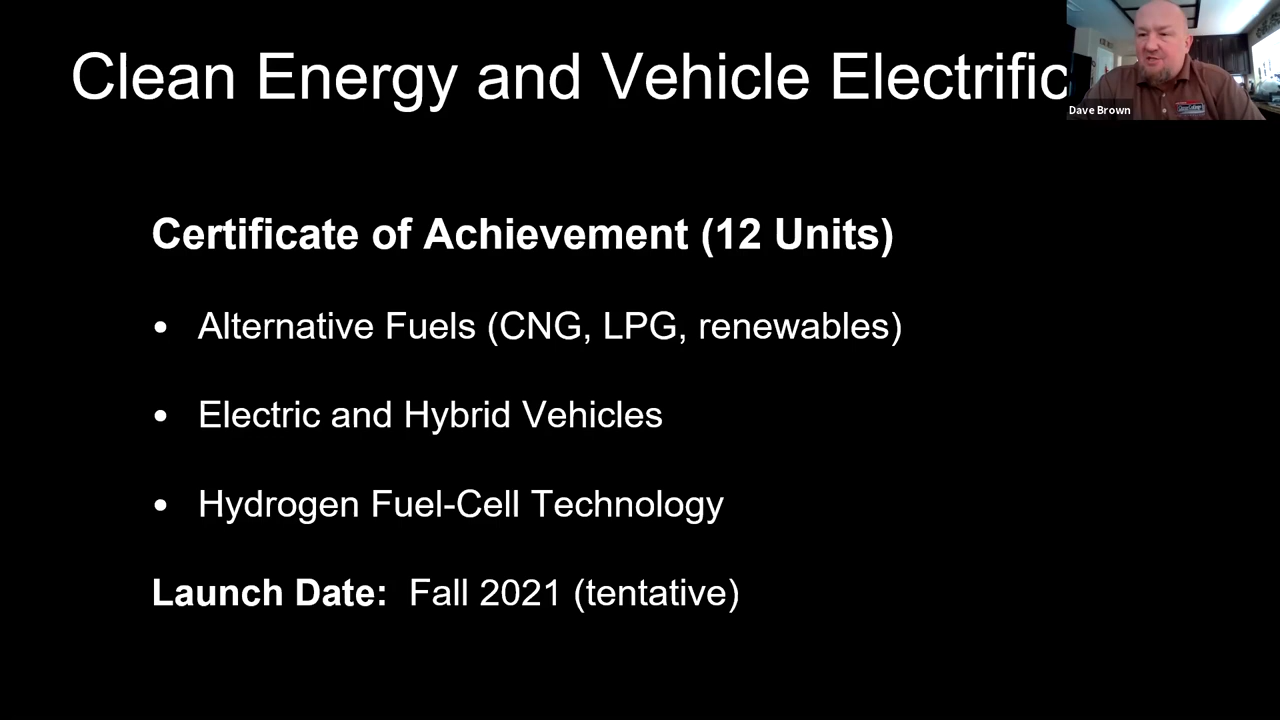 Clean Energy and Vehicle Electrific
Dave Brown
Certificate of Achievement (12 Units)
• Alternative Fuels (CNG, LPG, renewables)
• Electric and Hybrid Vehicles
• Hydrogen Fuel-Cell Technology
Launch Date: Fall 2021 (tentative)